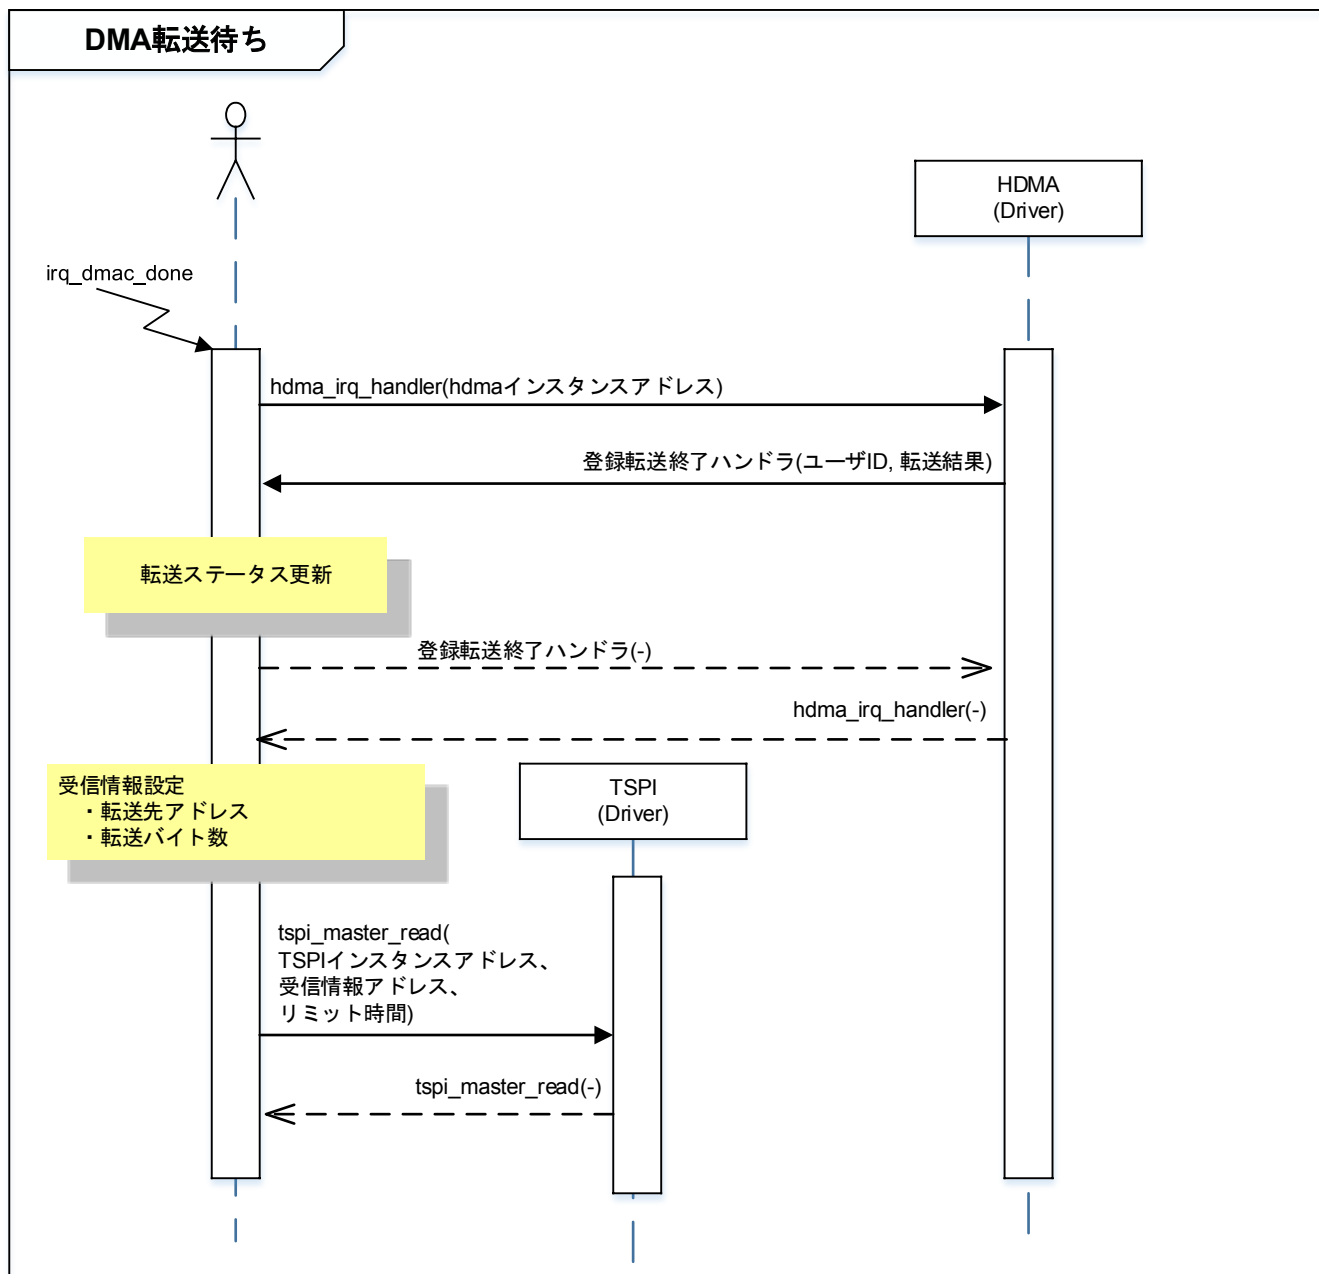 DMA転送待ち
HDMA
(Driver)
irq_dmac_done
hdma_irq_handler(hdmaインスタンスアドレス)
登録転送終了ハンドラ(ユーザID, 転送結果)
転送ステータス更新
登録転送終了ハンドラ(-)
hdma_irq_handler(-)
受信情報設定
・転送先アドレス
・転送バイト数
TSPI
(Driver)
tspi_master_read(
TSPIインスタンスアドレス、
受信情報アドレス、
リミット時間)
tspi_master_read(-)